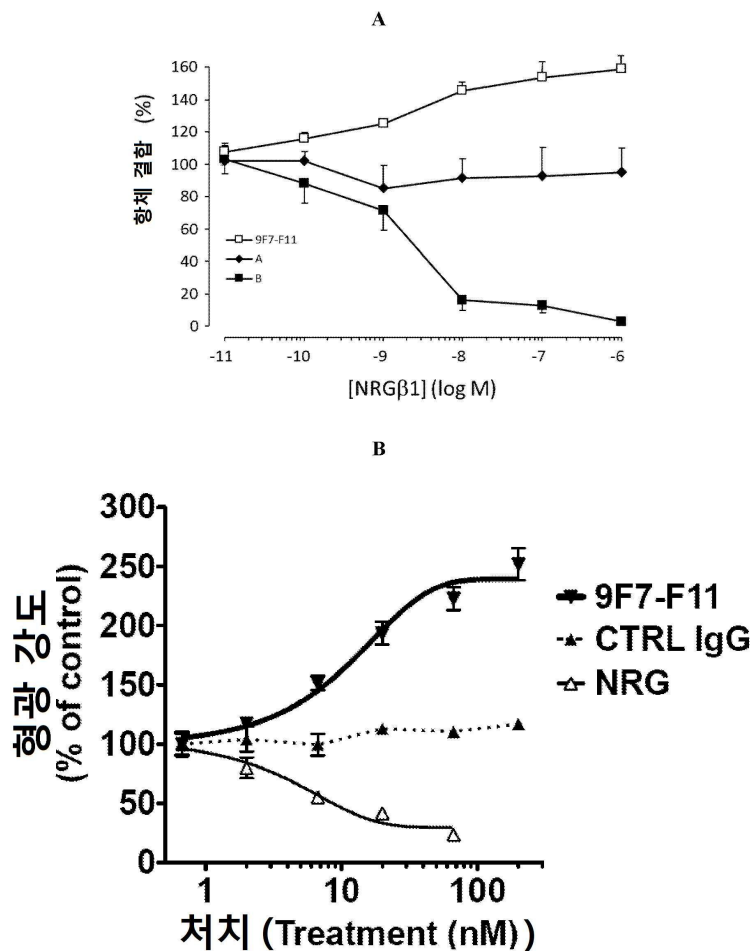 A
항체 결합 (%)
160
140
120
100
80
60
40
20
0
9F7-F11
A
B
-11 -10 -9 -8 -7 -6
[NRGβ1] (log M)
B
형광 강도
(% of control)
300
250
200
150
100
50
0
9F7-F11
CTRL IgG
NRG
1 10 100
처치 (Treatment (nM) )